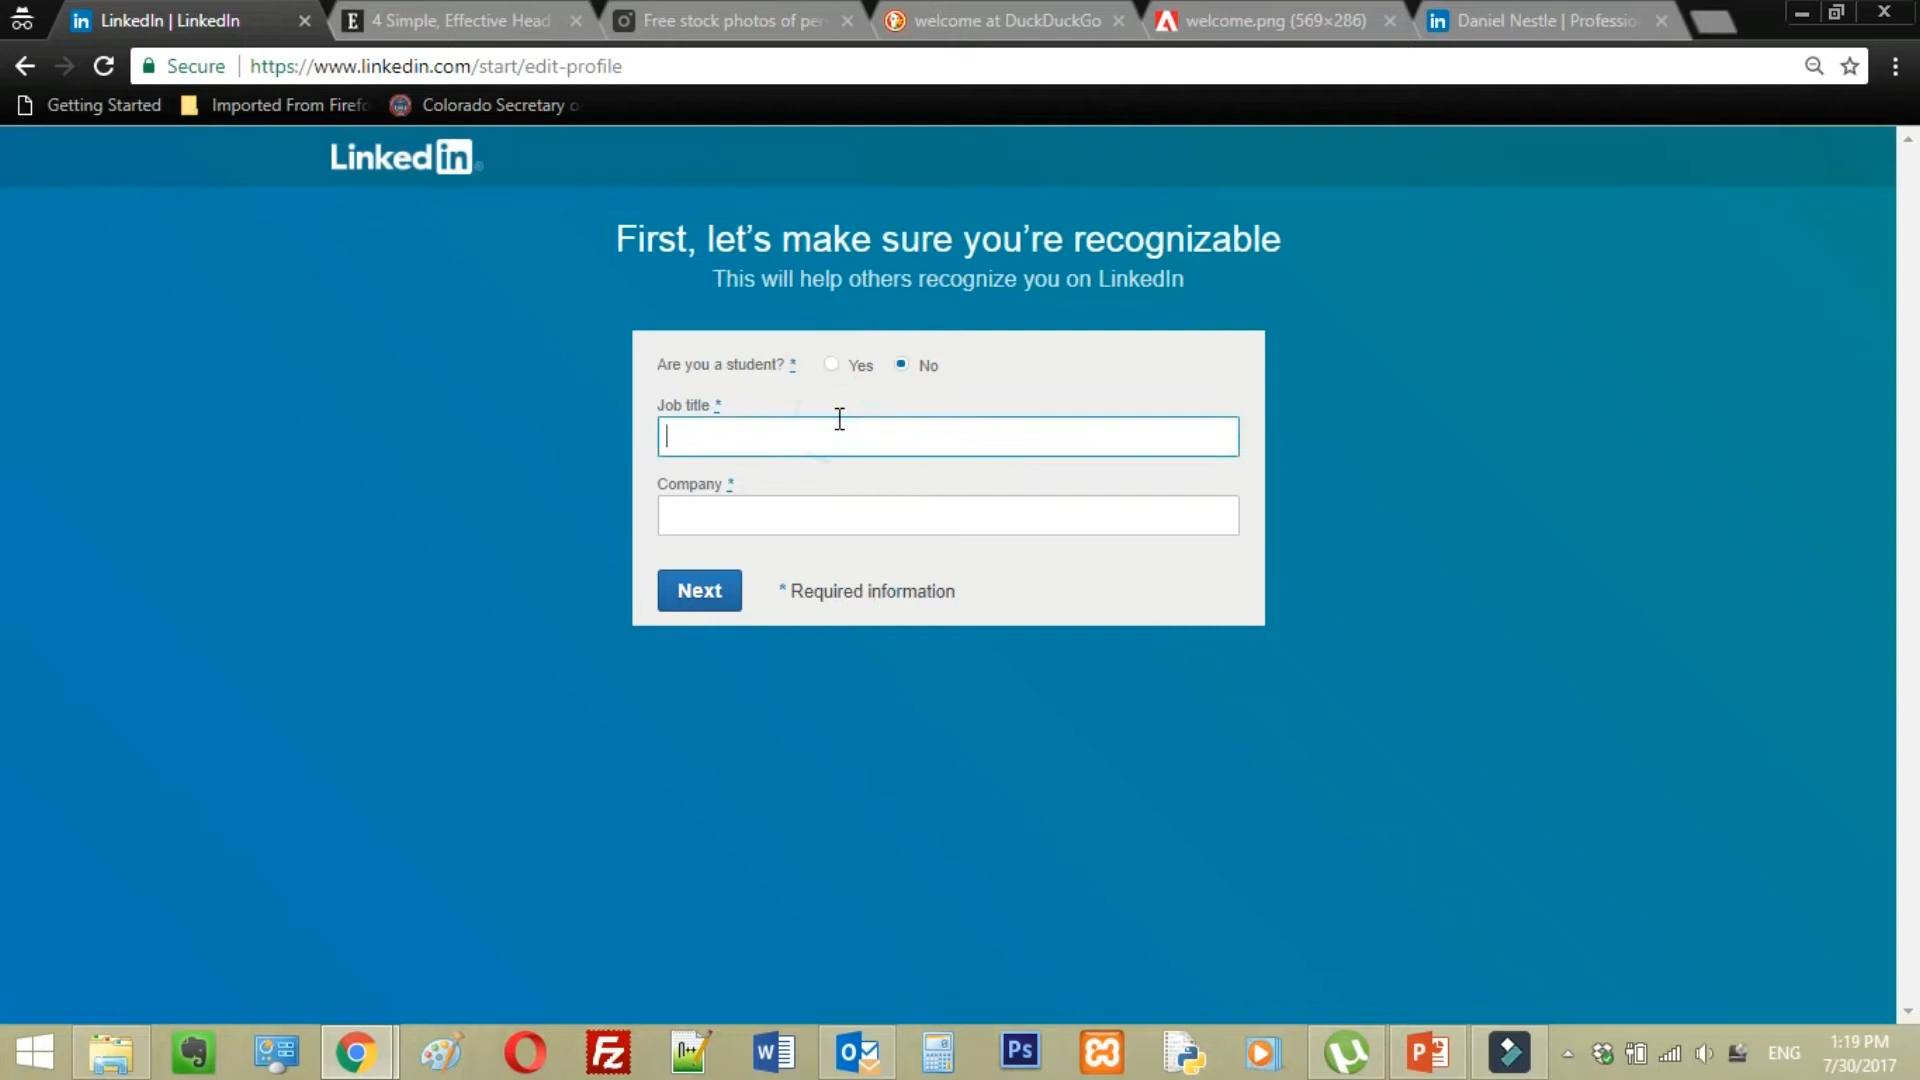 LinkedIn | LinkedIn
4 Simple, Effective Head
Free stock photos of per
welcome at DuckDuckGo
welcome.png (569×286)
Daniel Nestle | Professio
Secure
https://www.linkedin.com/start/edit-profile
Getting Started
Imported From Firefo
Colorado Secretary o
Linked in
First, let's make sure you're recognizable
This will help others recognize you on LinkedIn
Are you a student? *
Yes
No
Job title *
Company *
Next
* Required information
ENG
1:19 PM
7/30/2017